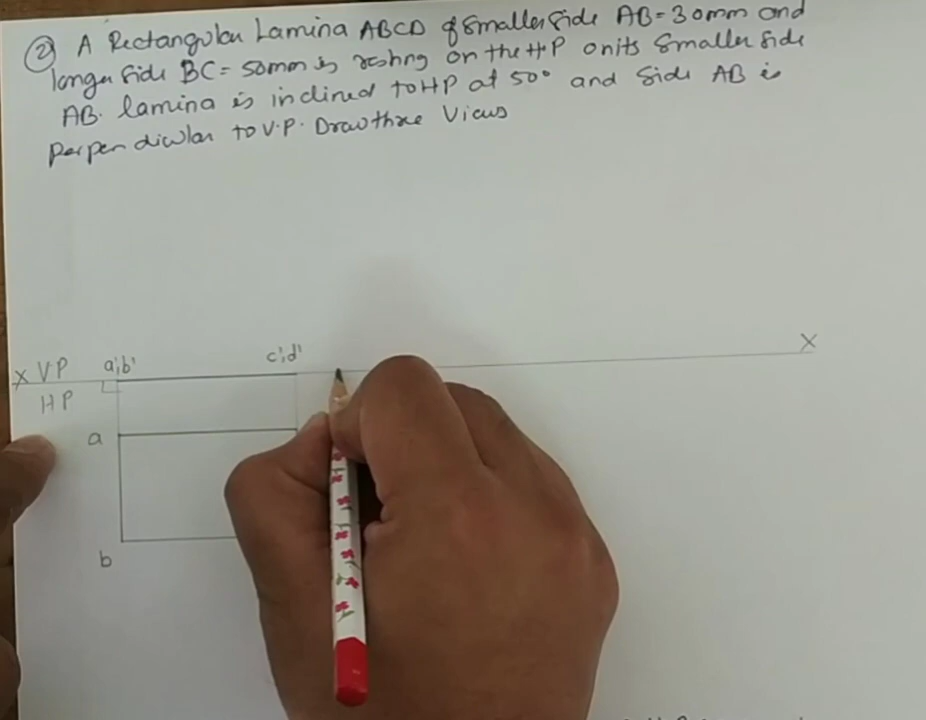 ② A Rectangular Lamina ABCD of smaller side AB = 30mm and
longer side BC = 50mm is resting on the HP on its smaller side
AB. lamina is inclined to HP at 50° and side AB is
perpendicular to V.P. Draw three views
X VP a',b' c',d' X
HP
a
b